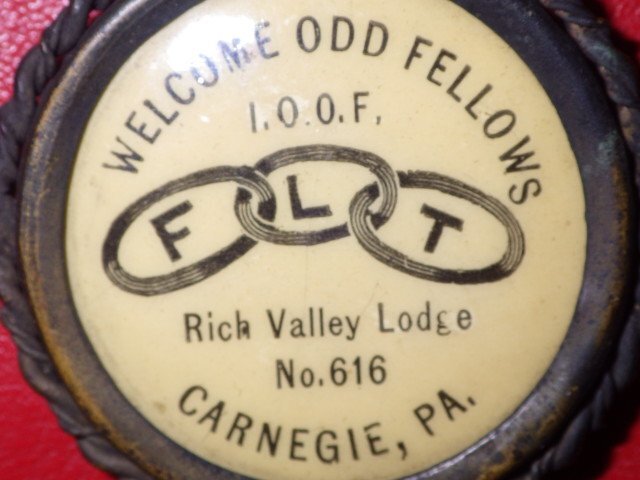 WELCOME ODD FELLOWS
I.O.O.F.
F L T
Rich Valley Lodge
No.616
CARNEGIE, PA.